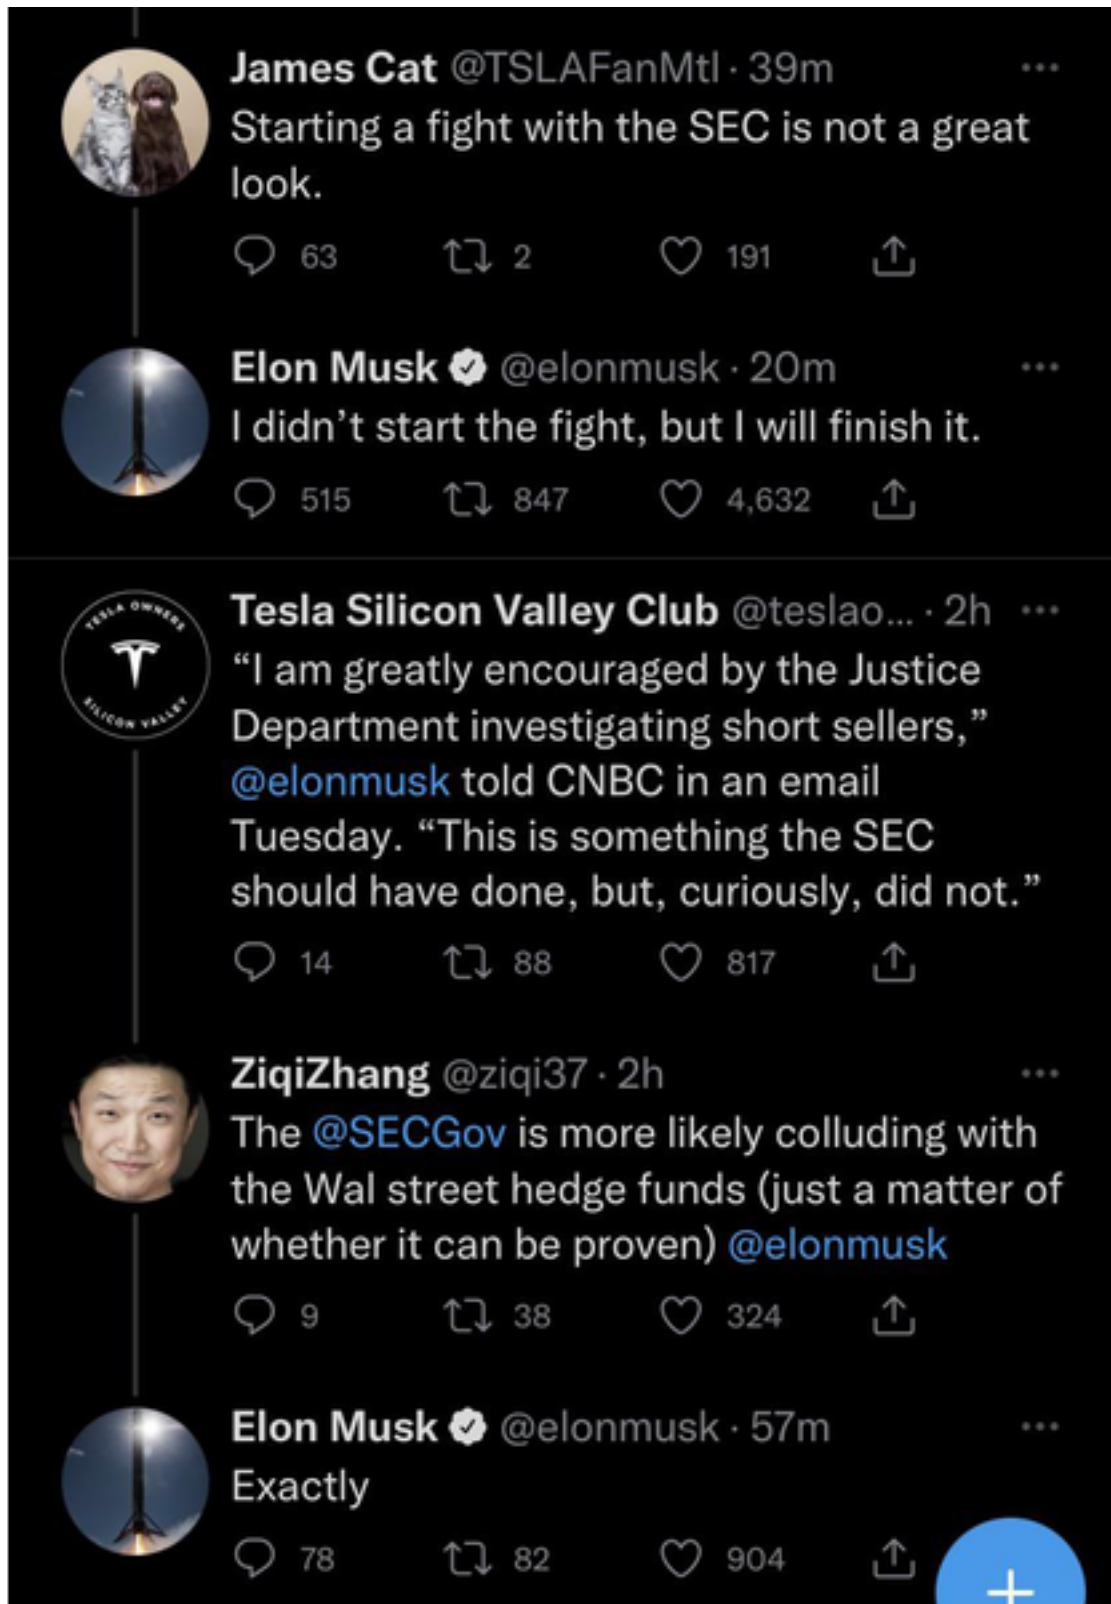 James Cat @TSLAFanMtl · 39m
Starting a fight with the SEC is not a great
look.
63 2 191
Elon Musk @elonmusk · 20m
I didn’t start the fight, but I will finish it.
515 847 4,632
TESLA OWNERS
SILICON VALLEY
Tesla Silicon Valley Club @teslao... · 2h
“I am greatly encouraged by the Justice
Department investigating short sellers,”
@elonmusk told CNBC in an email
Tuesday. “This is something the SEC
should have done, but, curiously, did not.”
14 88 817
ZiqiZhang @ziqi37 · 2h
The @SECGov is more likely colluding with
the Wal street hedge funds (just a matter of
whether it can be proven) @elonmusk
9 38 324
Elon Musk @elonmusk · 57m
Exactly
78 82 904